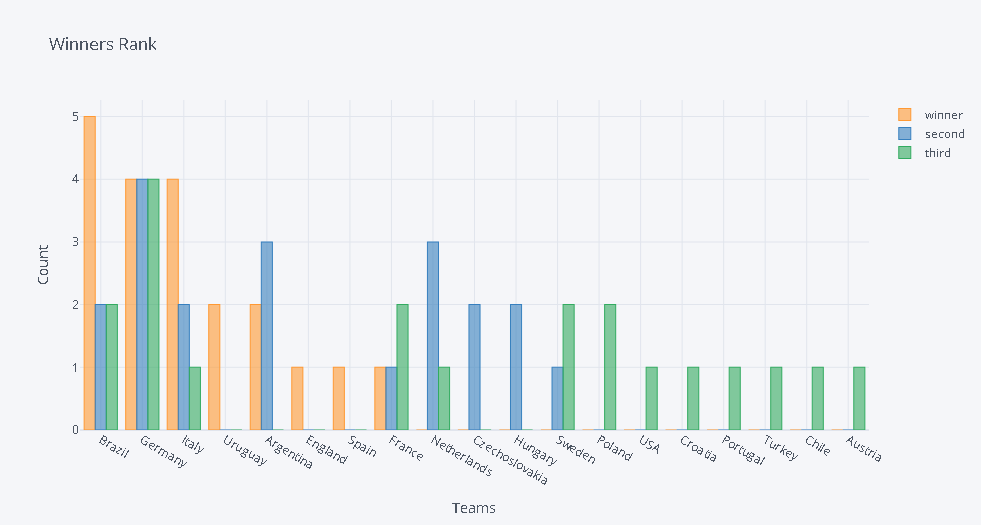 Winners Rank
winner
second
third
Count
5
4
3
2
1
0
Brazil
Germany
Italy
Uruguay
Argentina
England
Spain
France
Netherlands
Czechoslovakia
Hungary
Sweden
Poland
USA
Croatia
Portugal
Turkey
Chile
Austria
Teams